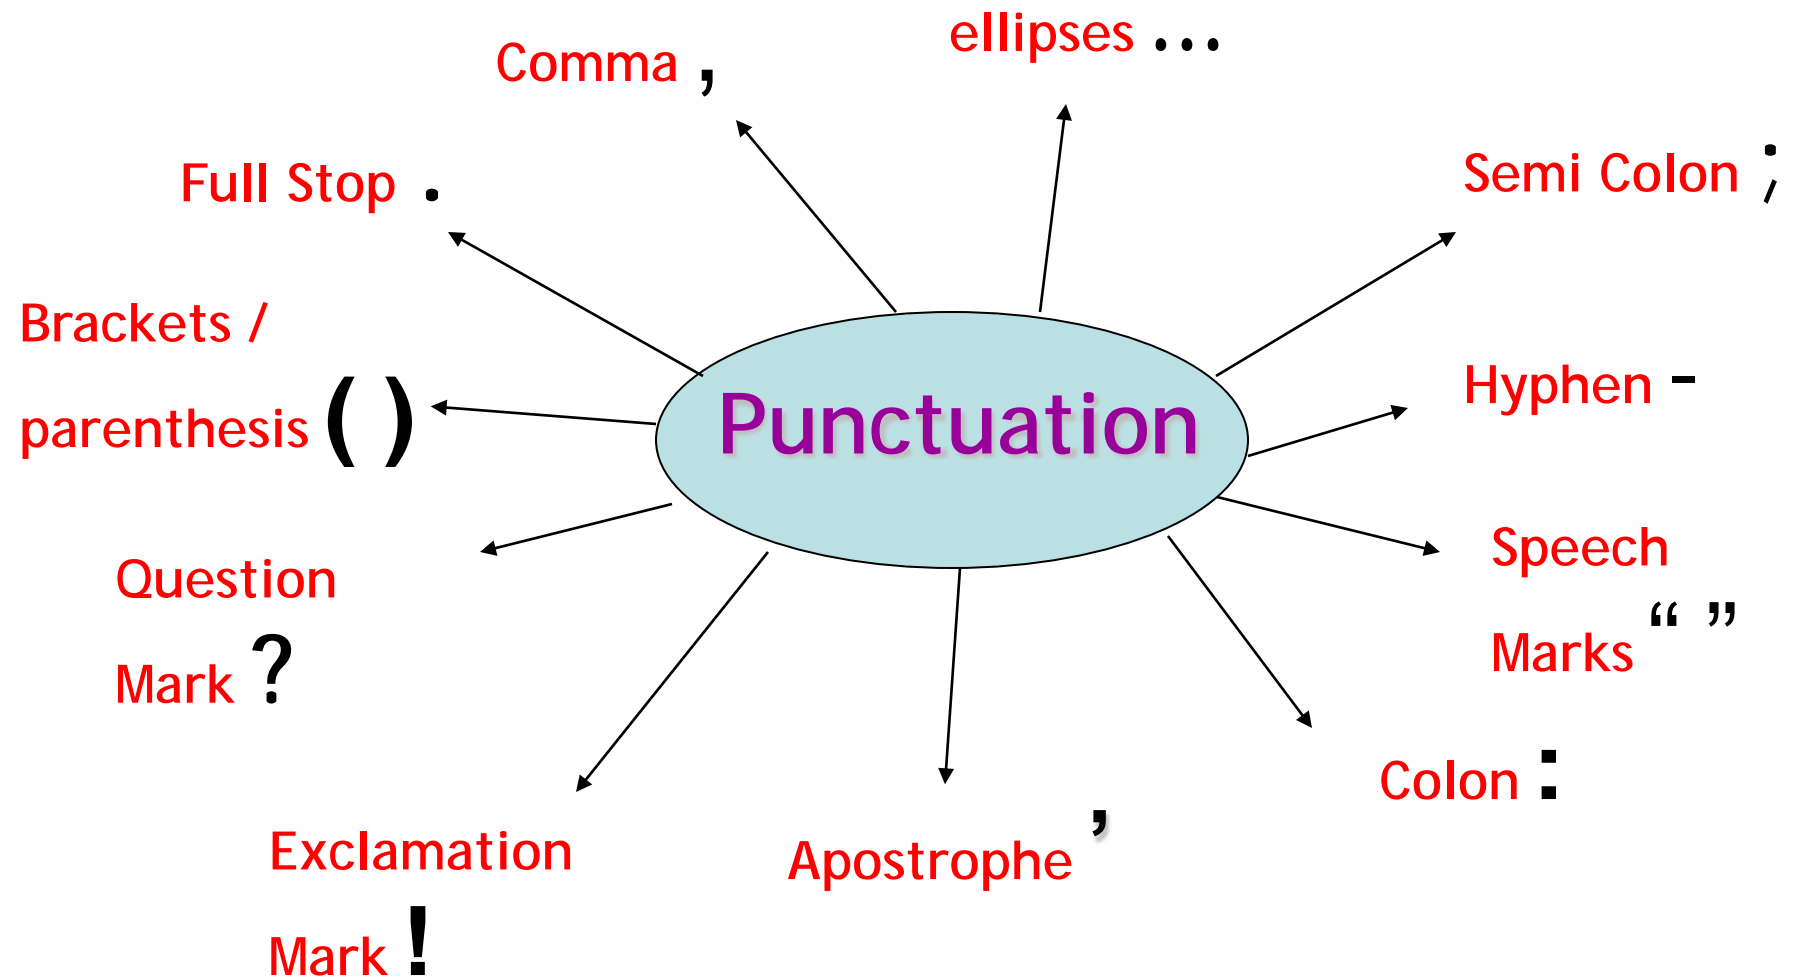 ellipses …
Comma ,
Full Stop .
Semi Colon ;
Brackets /
parenthesis ( )
Punctuation
Hyphen -
Question
Mark ?
Speech
Marks “ ”
Colon :
Exclamation
Mark !
Apostrophe ’